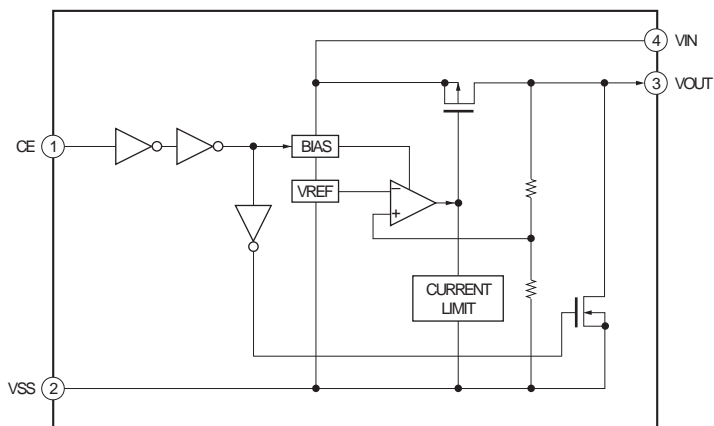 4 VIN
3 VOUT
CE 1
BIAS
VREF
−
+
CURRENT
LIMIT
VSS 2